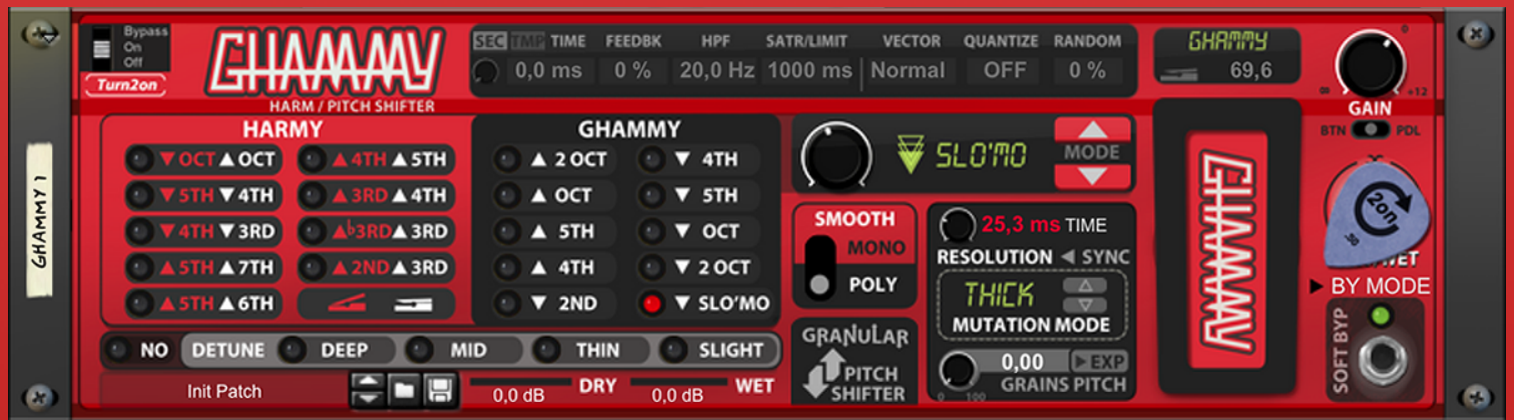 Bypass
On
Off
Turn2on
GHAMMY
HARM / PITCH SHIFTER
SEC TMP TIME FEEDBK HPF SATR/LIMIT VECTOR QUANTIZE RANDOM
0,0 ms 0 % 20,0 Hz 1000 ms Normal OFF 0 %
GHAMMY
69,6
∞ 0 +12
GAIN
BTN PDL
HARMY
▼OCT ▲OCT ▲4TH ▲5TH
▼5TH ▼4TH ▲3RD ▲4TH
▼4TH ▼3RD ▲♭3RD ▲3RD
▲5TH ▲7TH ▲2ND ▲3RD
▲5TH ▲6TH
GHAMMY
▲ 2 OCT ▼ 4TH
▲ OCT ▼ 5TH
▲ 5TH ▼ OCT
▲ 4TH ▼ 2 OCT
▼ 2ND ▼ SLO'MO
SLO'MO
MODE
SMOOTH
MONO
POLY
25,3 ms TIME
RESOLUTION ◀ SYNC
THICK
MUTATION MODE
0,00 ▶EXP
0 100 GRAINS PITCH
GRANULAR
PITCH
SHIFTER
GHAMMY
2on
WET
▶ BY MODE
SOFT BYP
NO DETUNE DEEP MID THIN SLIGHT
Init Patch
0,0 dB DRY 0,0 dB WET
GHAMMY 1